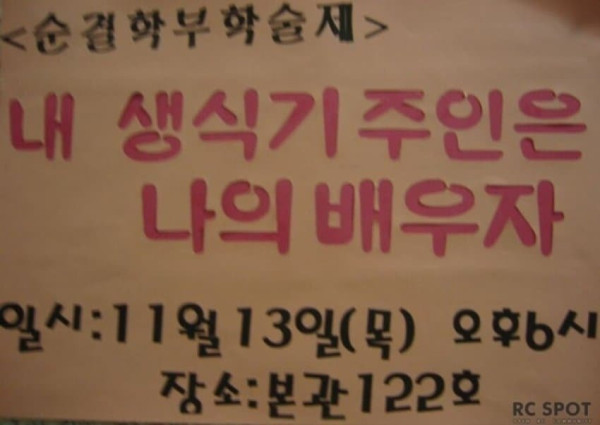 <순결학부학술제>
내 생식기 주인은
나의 배우자
일시:11월 13일(목) 오후6시
장소:본관122호
RC SPOT